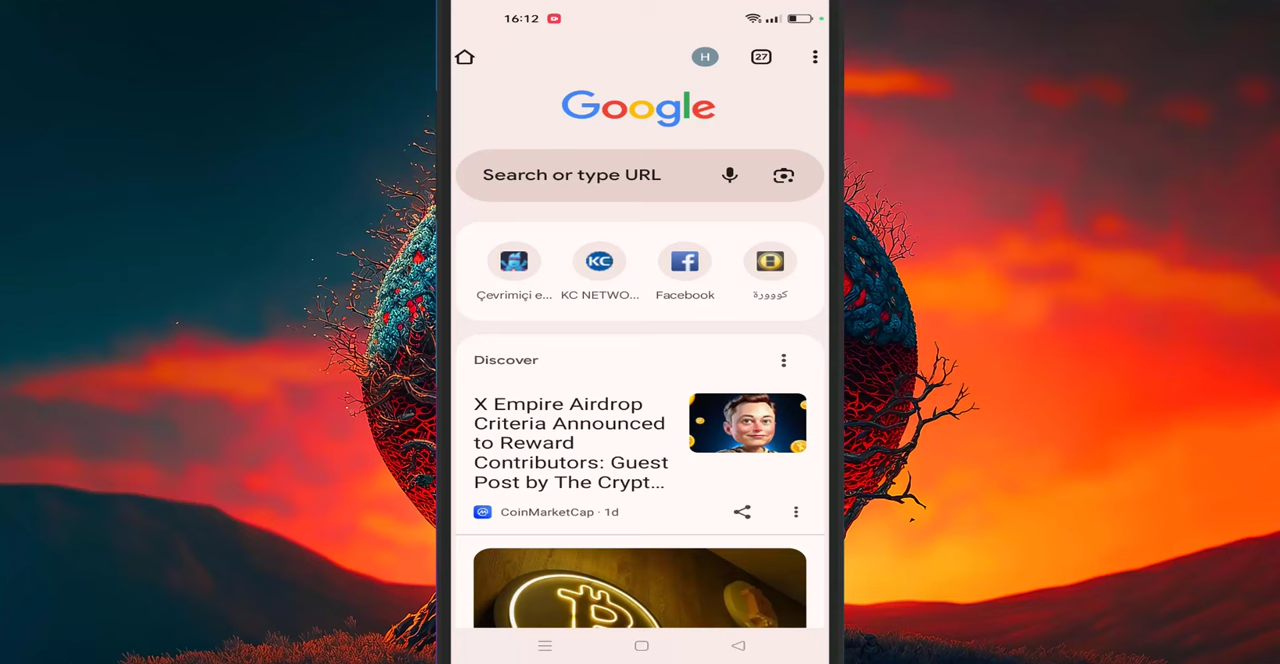 16:12
H
27
Google
Search or type URL
KC
f
Çevrimiçi e...
KC NETWO...
Facebook
كووورة
Discover
X Empire Airdrop
Criteria Announced
to Reward
Contributors: Guest
Post by The Crypt...
CoinMarketCap · 1d